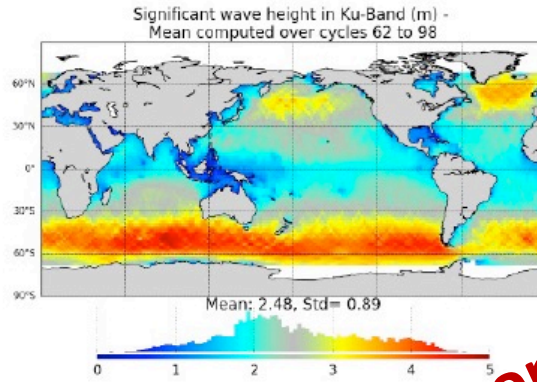 Significant wave height in Ku-Band (m) -
Mean computed over cycles 62 to 98
60°N
30°N
0°
30°S
60°S
90°S
Mean: 2.48, Std= 0.89
0 1 2 3 4 5